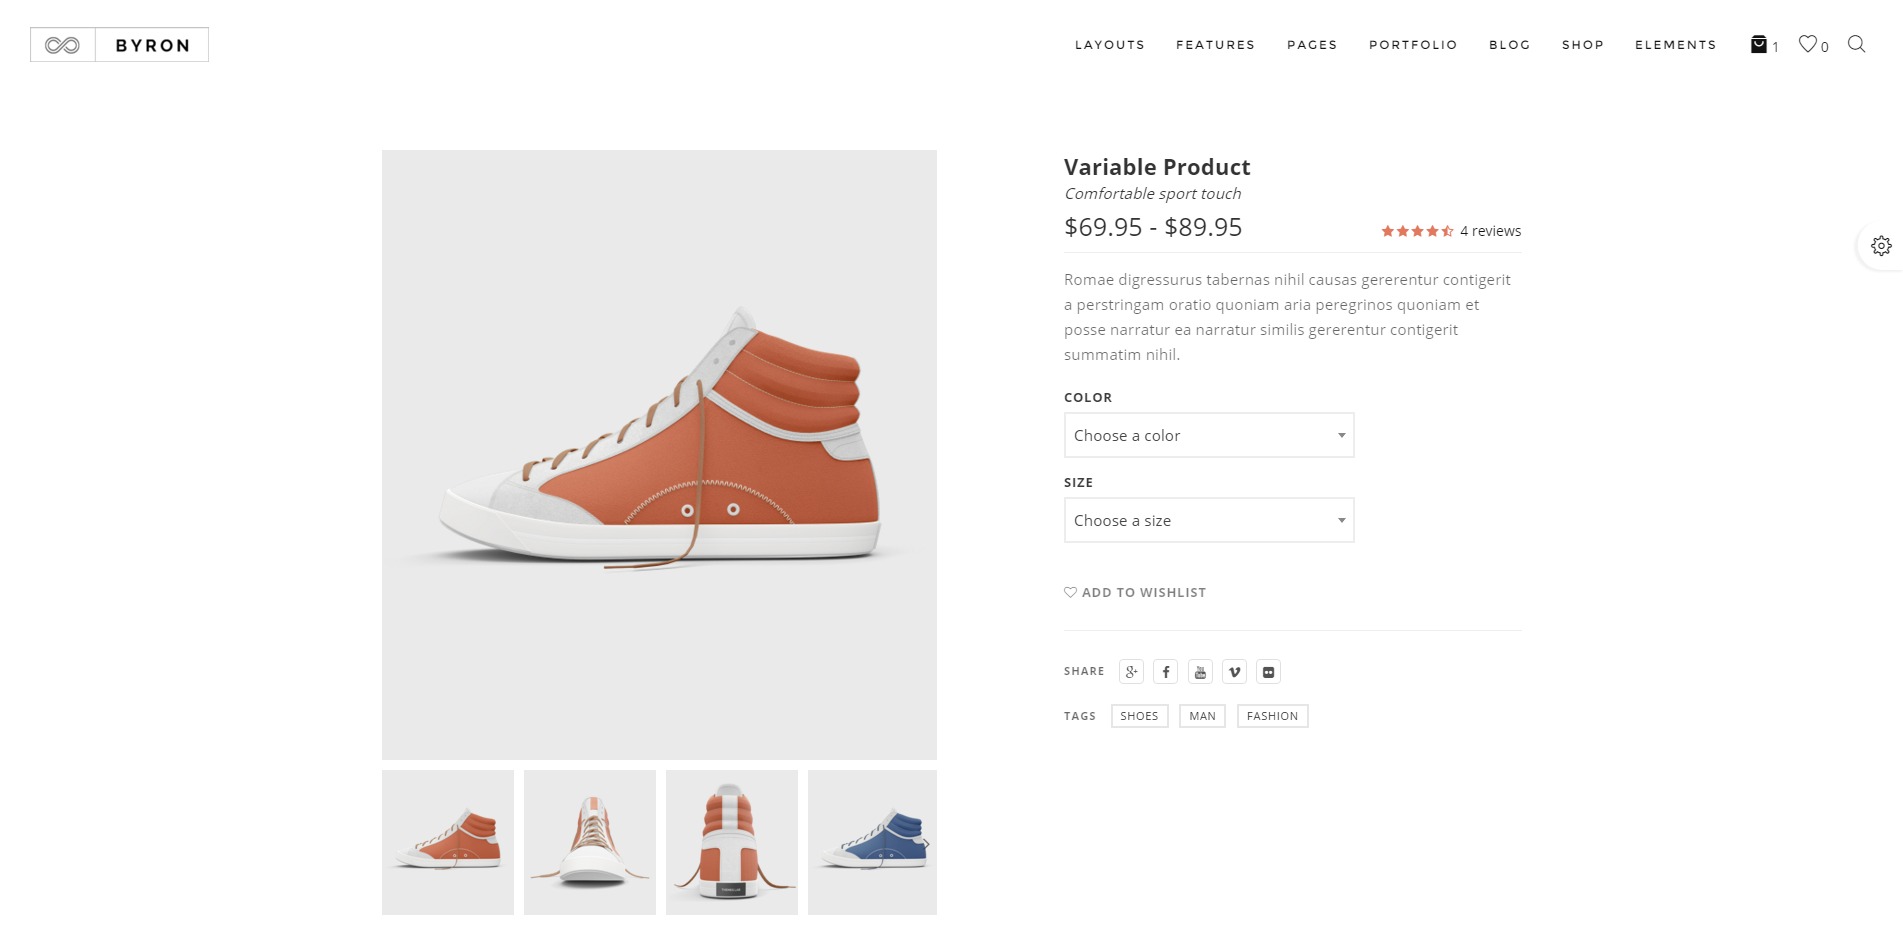 BYRON
LAYOUTS FEATURES PAGES PORTFOLIO BLOG SHOP ELEMENTS 1 0
Variable Product
Comfortable sport touch
$69.95 - $89.95
4 reviews
Romae digressurus tabernas nihil causas gererentur contigerit
a perstringam oratio quoniam aria peregrinos quoniam et
posse narratur ea narratur similis gererentur contigerit
summatim nihil.
COLOR
Choose a color
SIZE
Choose a size
ADD TO WISHLIST
SHARE
TAGS SHOES MAN FASHION